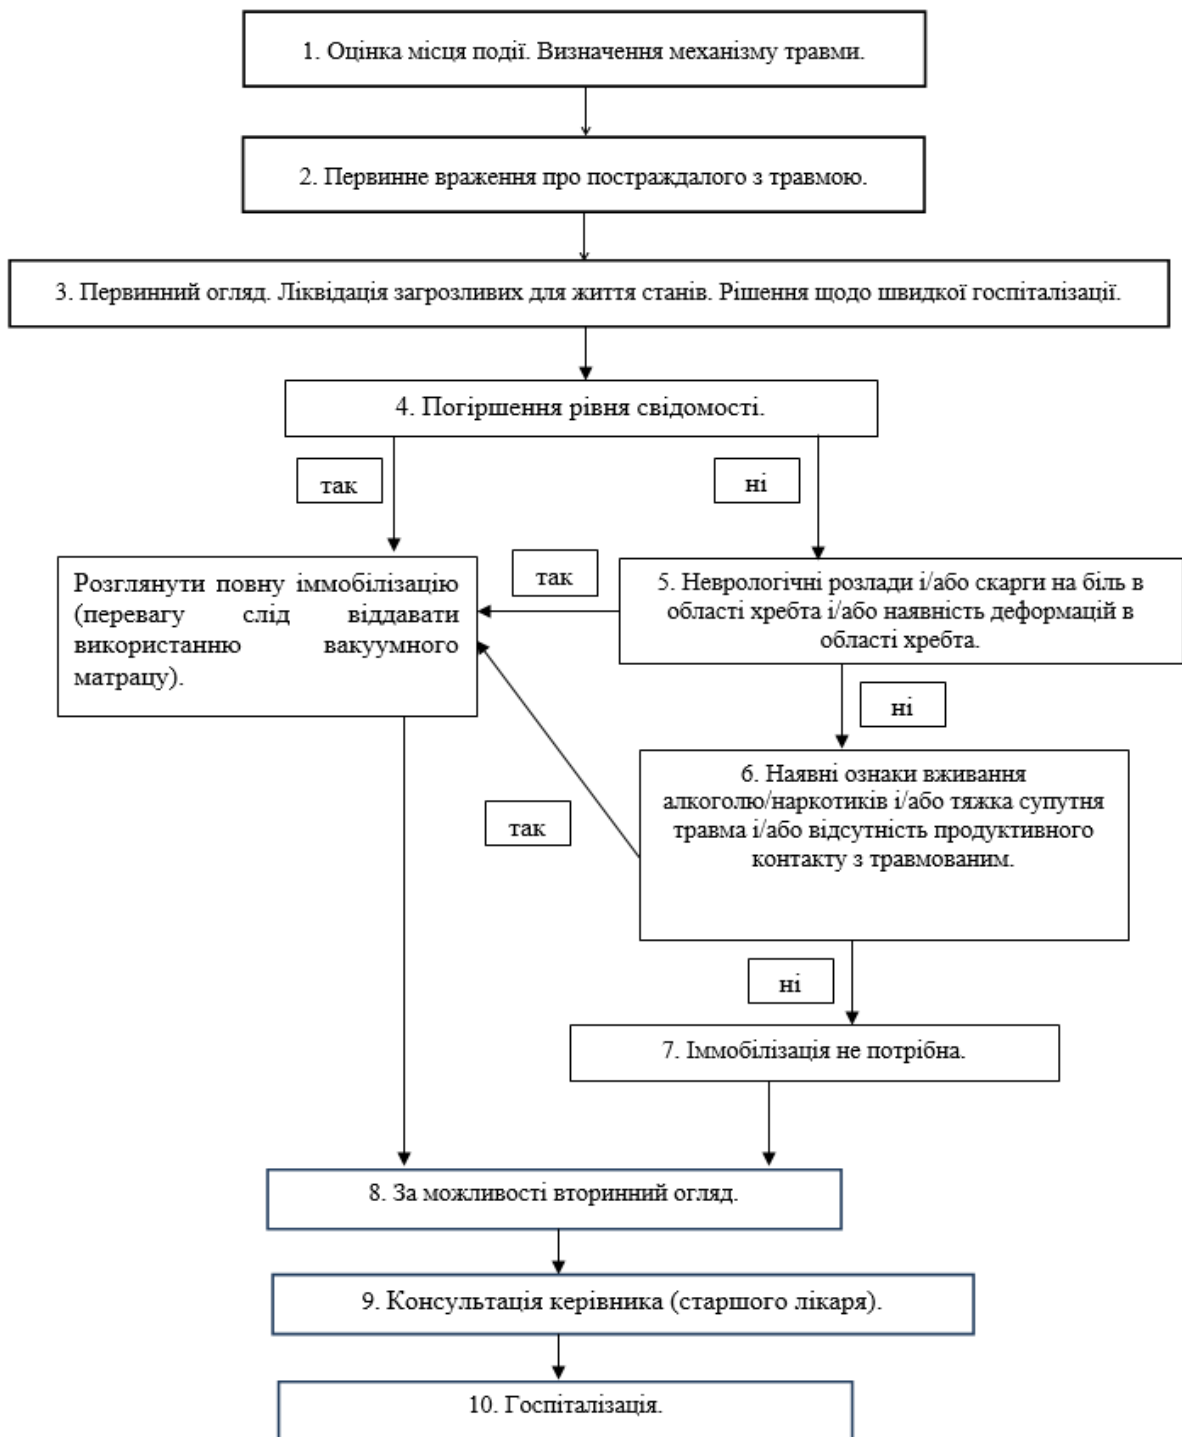 1. Оцінка місця події. Визначення механізму травми.
2. Первинне враження про постраждалого з травмою.
3. Первинний огляд. Ліквідація загрозливих для життя станів. Рішення щодо швидкої госпіталізації.
4. Погіршення рівня свідомості.
так
ні
Розглянути повну іммобілізацію
(перевагу слід віддавати
використанню вакуумного
матрацу).
так
5. Неврологічні розлади і/або скарги на біль в
області хребта і/або наявність деформацій в
області хребта.
ні
6. Наявні ознаки вживання
алкоголю/наркотиків і/або тяжка супутня
травма і/або відсутність продуктивного
контакту з травмованим.
так
ні
7. Іммобілізація не потрібна.
8. За можливості вторинний огляд.
9. Консультація керівника (старшого лікаря).
10. Госпіталізація.